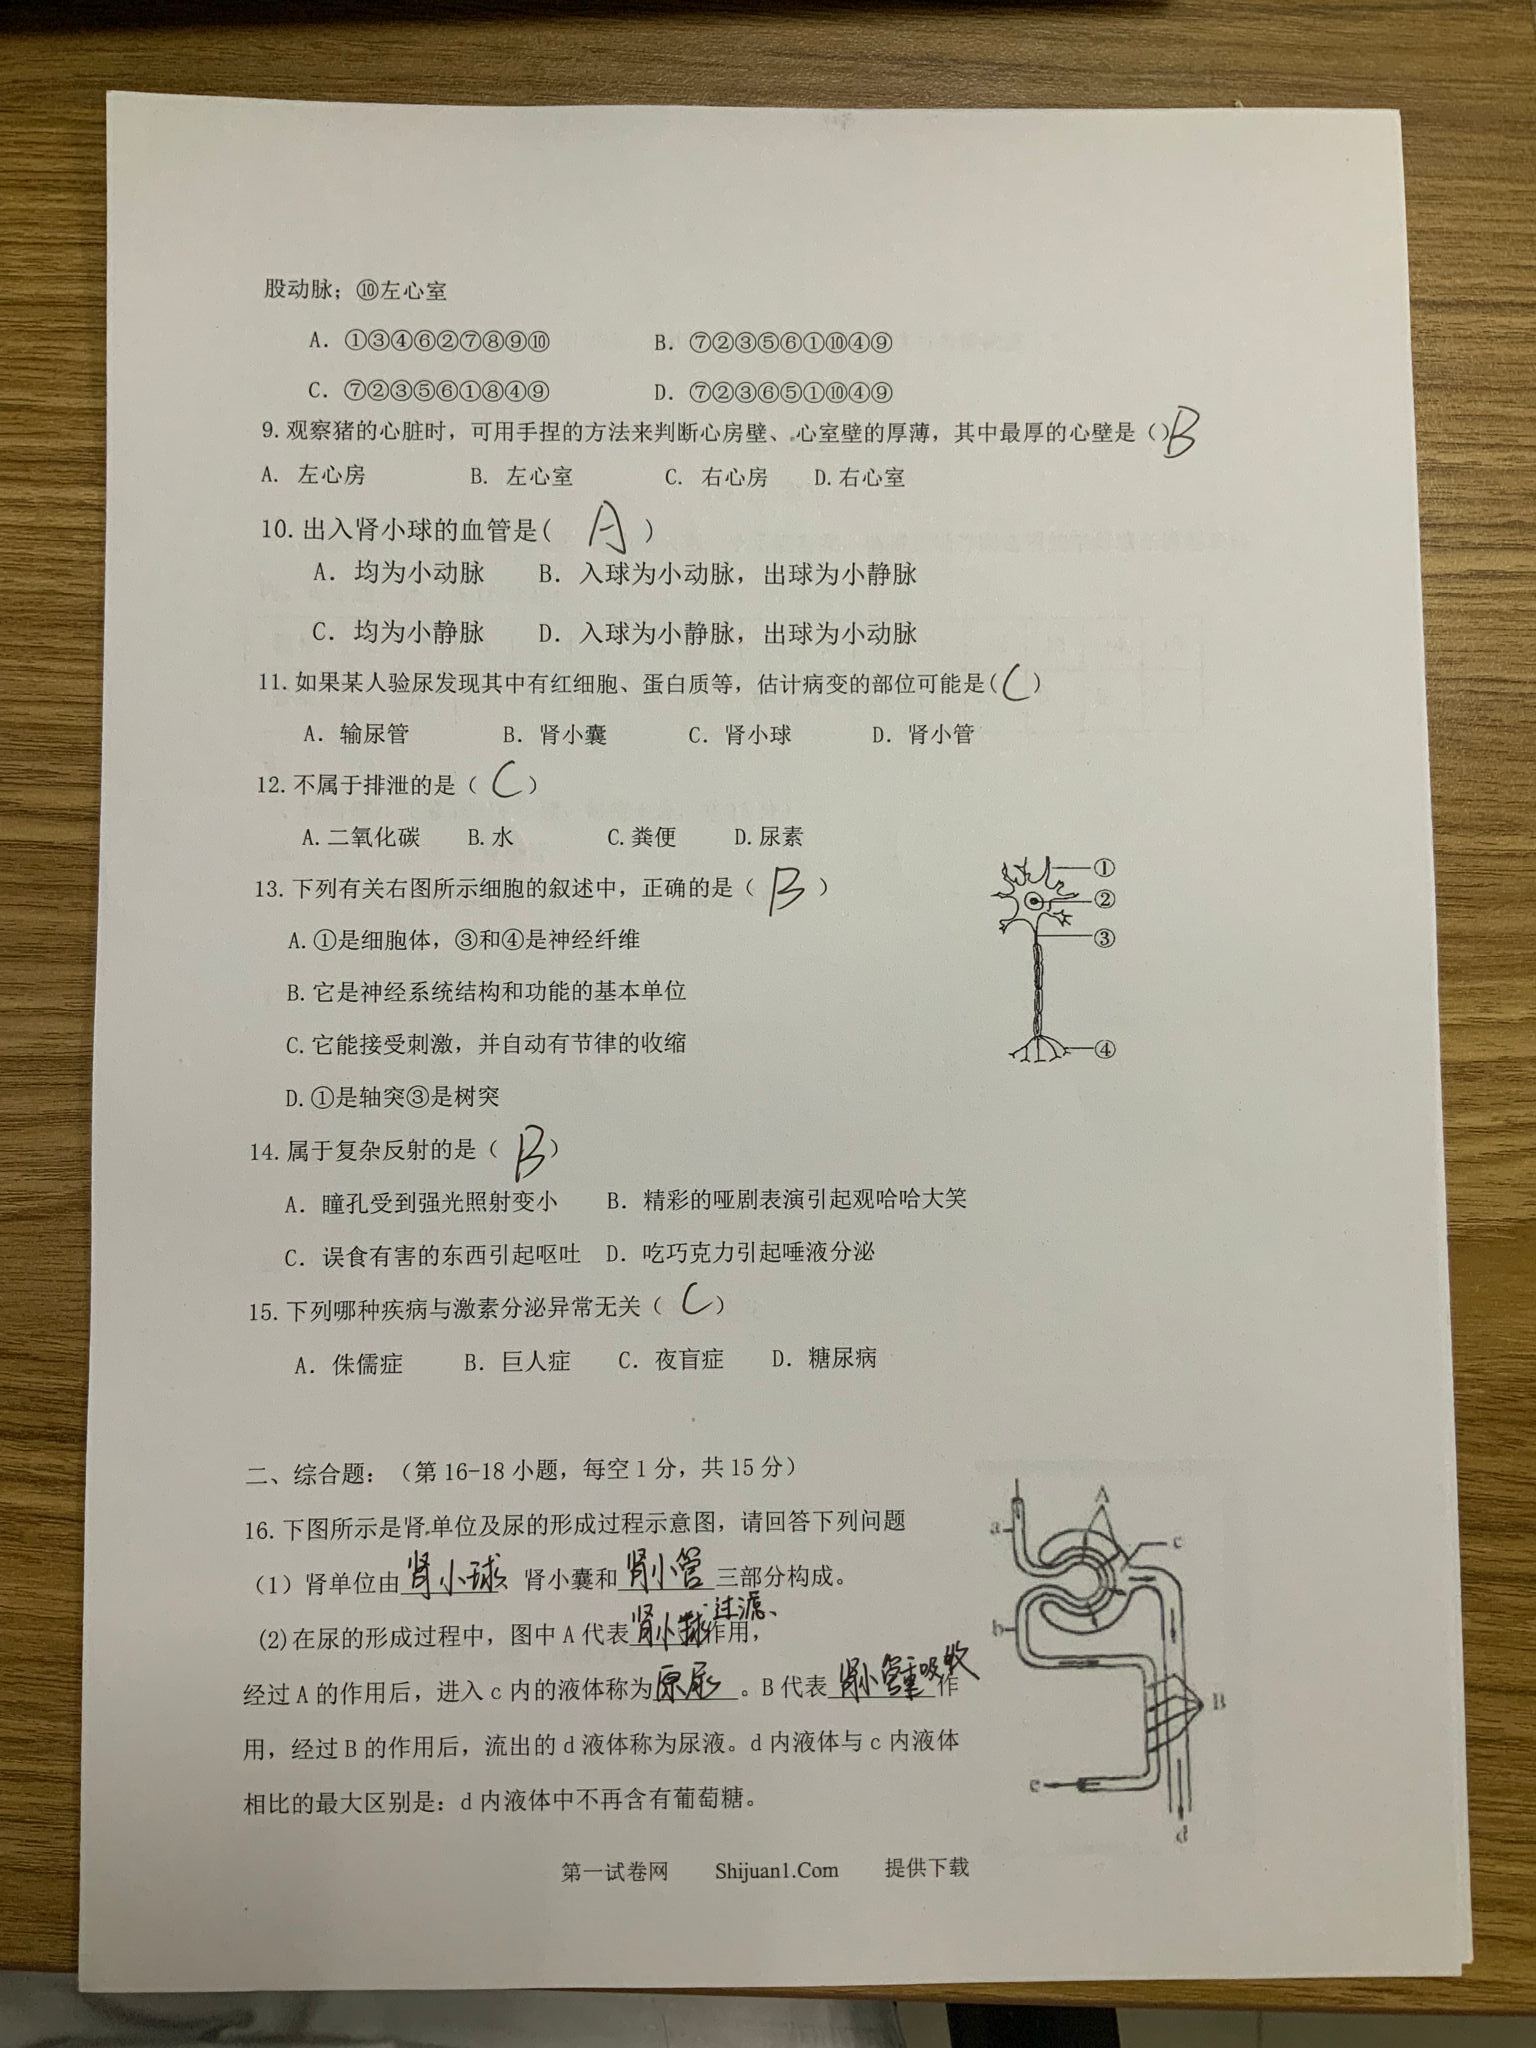 股动脉；⑩左心室
A. ①③④⑥②⑦⑧⑨⑩ B. ⑦②③⑤⑥①⑩④⑨
C. ⑦②③⑤⑥①⑧④⑨ D. ⑦②③⑥⑤①⑩④⑨
9. 观察猪的心脏时，可用手捏的方法来判断心房壁、心室壁的厚薄，其中最厚的心壁是（）B
A. 左心房 B. 左心室 C. 右心房 D.右心室
10. 出入肾小球的血管是( A )
A. 均为小动脉 B. 入球为小动脉，出球为小静脉
C. 均为小静脉 D. 入球为小静脉，出球为小动脉
11. 如果某人验尿发现其中有红细胞、蛋白质等，估计病变的部位可能是( C )
A. 输尿管 B. 肾小囊 C. 肾小球 D. 肾小管
12. 不属于排泄的是（ C ）
A.二氧化碳 B.水 C.粪便 D.尿素
13. 下列有关右图所示细胞的叙述中，正确的是（ B ）
①
②
A.①是细胞体，③和④是神经纤维
③
B.它是神经系统结构和功能的基本单位
C.它能接受刺激，并自动有节律的收缩
④
D.①是轴突③是树突
14. 属于复杂反射的是（ B ）
A. 瞳孔受到强光照射变小 B. 精彩的哑剧表演引起观哈哈大笑
C. 误食有害的东西引起呕吐 D. 吃巧克力引起唾液分泌
15. 下列哪种疾病与激素分泌异常无关（ C ）
A. 侏儒症 B. 巨人症 C. 夜盲症 D. 糖尿病
二、综合题：（第 16-18 小题，每空 1 分，共 15 分）
16. 下图所示是肾单位及尿的形成过程示意图，请回答下列问题
（1）肾单位由 肾小球 肾小囊和 肾小管 三部分构成。
(2)在尿的形成过程中，图中 A 代表 肾小球过滤、作用，
经过 A 的作用后，进入 c 内的液体称为 原尿 。B 代表 肾小管重吸收 作
用，经过 B 的作用后，流出的 d 液体称为尿液。d 内液体与 c 内液体
相比的最大区别是：d 内液体中不再含有葡萄糖。
A
a
c
b
B
e
d
第一试卷网 Shijuan1.Com 提供下载